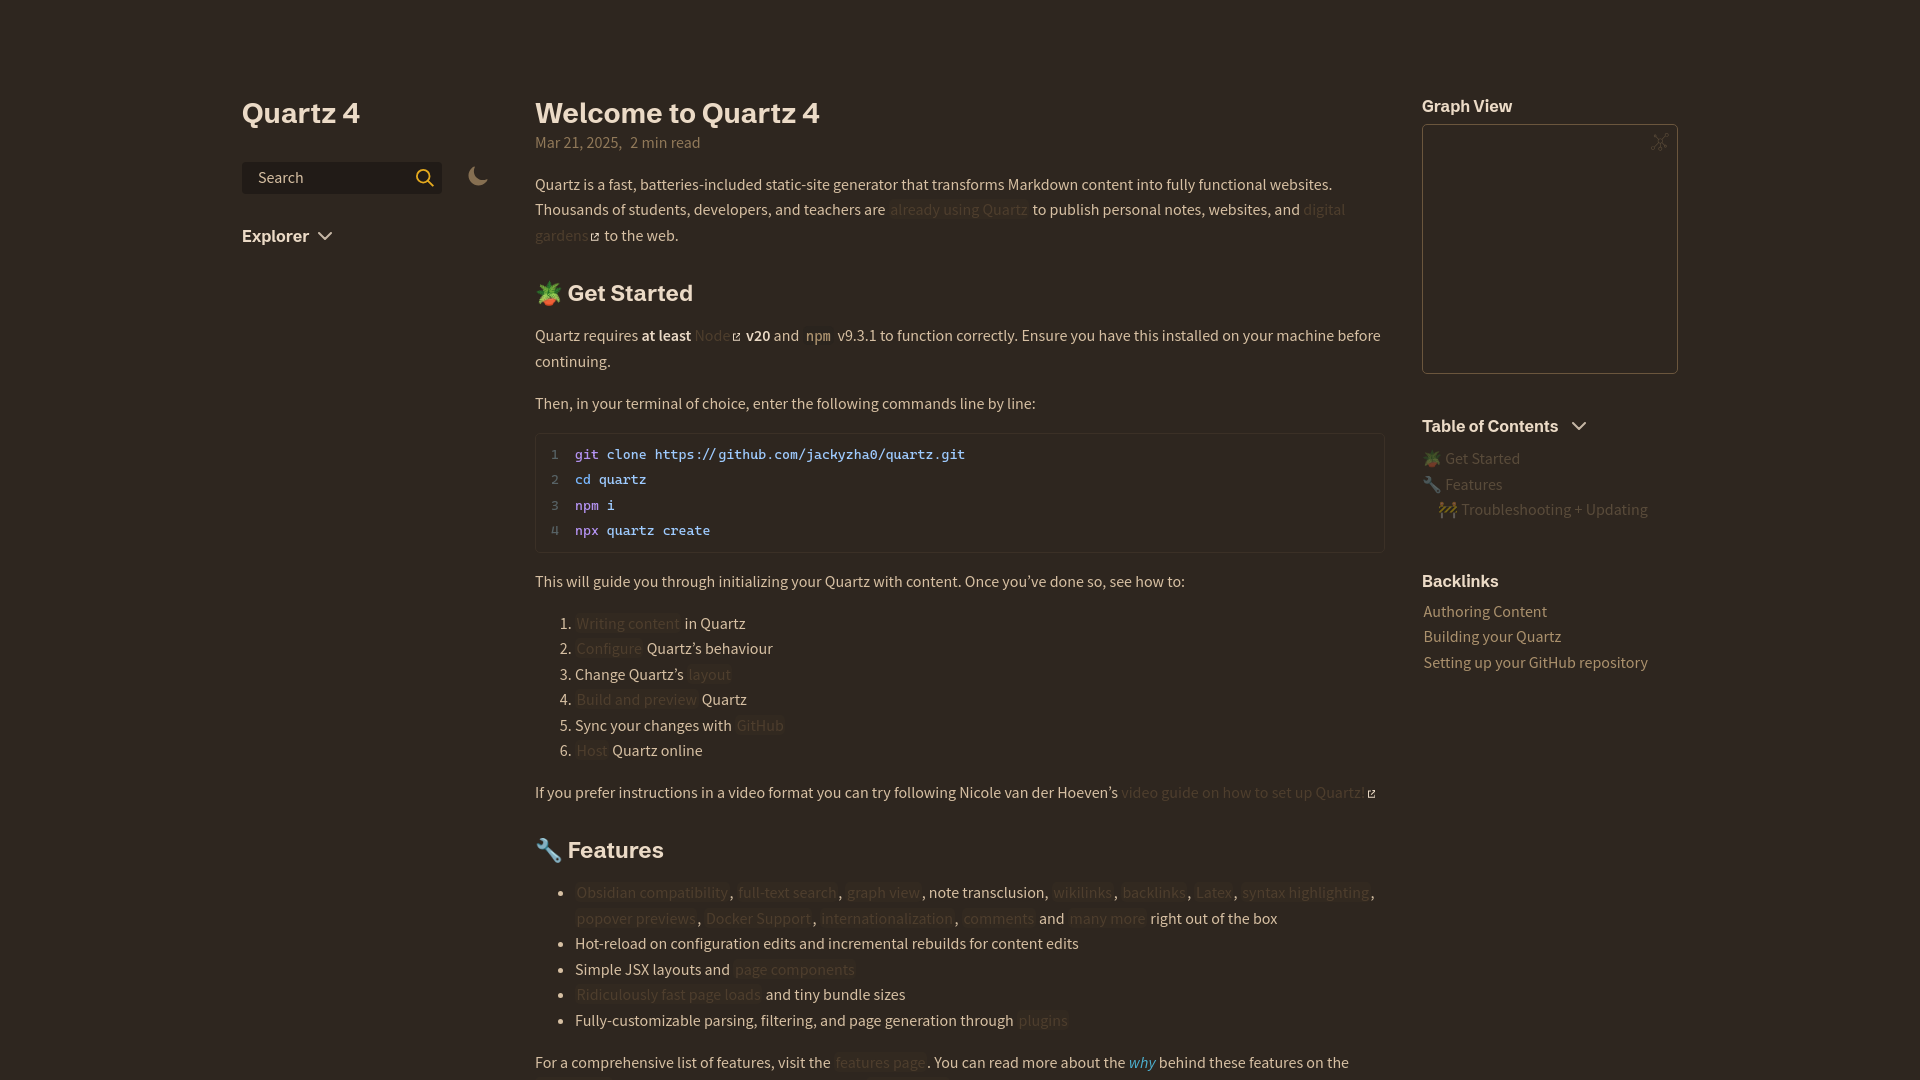 Quartz 4
Search
Explorer
Welcome to Quartz 4
Mar 21, 2025, 2 min read
Quartz is a fast, batteries-included static-site generator that transforms Markdown content into fully functional websites.
Thousands of students, developers, and teachers are already using Quartz to publish personal notes, websites, and digital
gardens to the web.
🪴 Get Started
Quartz requires at least Node v20 and npm v9.3.1 to function correctly. Ensure you have this installed on your machine before
continuing.
Then, in your terminal of choice, enter the following commands line by line:
1 git clone https://github.com/jackyzha0/quartz.git
2 cd quartz
3 npm i
4 npx quartz create
This will guide you through initializing your Quartz with content. Once you’ve done so, see how to:
1. Writing content in Quartz
2. Configure Quartz’s behaviour
3. Change Quartz’s layout
4. Build and preview Quartz
5. Sync your changes with GitHub
6. Host Quartz online
If you prefer instructions in a video format you can try following Nicole van der Hoeven’s video guide on how to set up Quartz!
🔧 Features
• Obsidian compatibility, full-text search, graph view, note transclusion, wikilinks, backlinks, Latex, syntax highlighting,
popover previews, Docker Support, internationalization, comments and many more right out of the box
• Hot-reload on configuration edits and incremental rebuilds for content edits
• Simple JSX layouts and page components
• Ridiculously fast page loads and tiny bundle sizes
• Fully-customizable parsing, filtering, and page generation through plugins
For a comprehensive list of features, visit the features page. You can read more about the why behind these features on the
Graph View
Table of Contents
🪴 Get Started
🔧 Features
🚧 Troubleshooting + Updating
Backlinks
Authoring Content
Building your Quartz
Setting up your GitHub repository